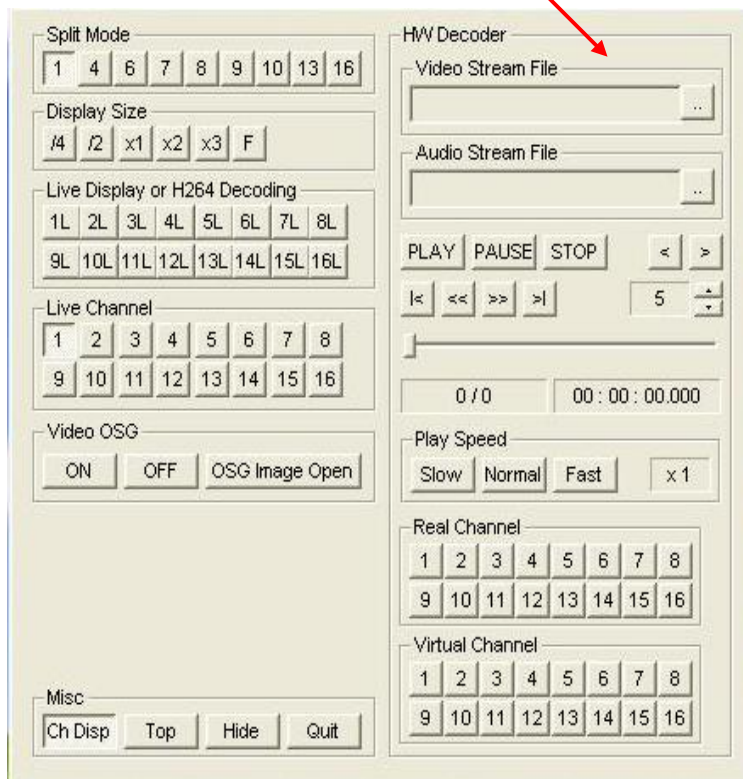 Split Mode
1 4 6 7 8 9 10 13 16
Display Size
/4 /2 x1 x2 x3 F
Live Display or H264 Decoding
1L 2L 3L 4L 5L 6L 7L 8L
9L 10L 11L 12L 13L 14L 15L 16L
Live Channel
1 2 3 4 5 6 7 8
9 10 11 12 13 14 15 16
Video OSG
ON OFF OSG Image Open
Misc
Ch Disp Top Hide Quit
HW Decoder
Video Stream File
..
Audio Stream File
..
PLAY PAUSE STOP < >
|< << >> >| 5
0 / 0 00 : 00 : 00.000
Play Speed
Slow Normal Fast x 1
Real Channel
1 2 3 4 5 6 7 8
9 10 11 12 13 14 15 16
Virtual Channel
1 2 3 4 5 6 7 8
9 10 11 12 13 14 15 16